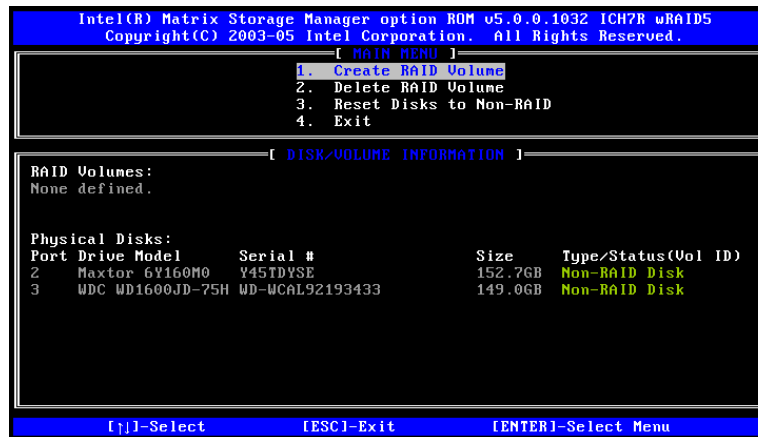 Intel(R) Matrix Storage Manager option ROM v5.0.0.1032 ICH7R wRAID5
Copyright(C) 2003-05 Intel Corporation.  All Rights Reserved.
[ MAIN MENU ]
1.  Create RAID Volume
2.  Delete RAID Volume
3.  Reset Disks to Non-RAID
4.  Exit
[ DISK/VOLUME INFORMATION ]
RAID Volumes:
None defined.
Physical Disks:
Port Drive Model Serial # Size Type/Status(Vol ID)
2 Maxtor 6Y160M0 Y45TDYSE 152.7GB Non-RAID Disk
3 WDC WD1600JD-75H WD-WCAL92193433 149.0GB Non-RAID Disk
[↑↓]-Select [ESC]-Exit [ENTER]-Select Menu